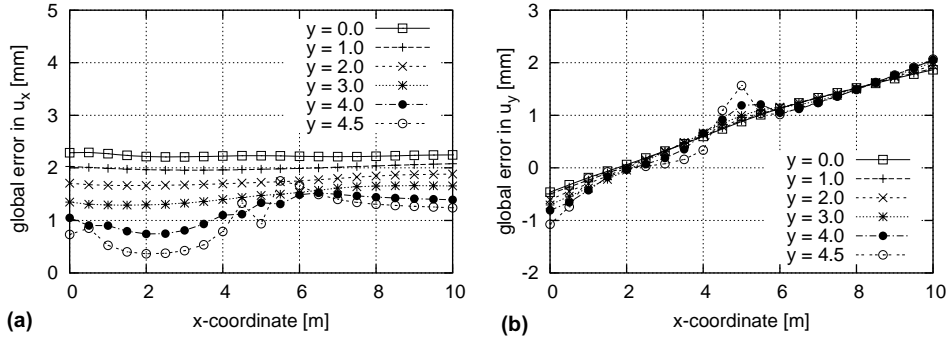 global error in u_x [mm]
5
4
3
2
1
0
0 2 4 6 8 10
x-coordinate [m]
y = 0.0
y = 1.0
y = 2.0
y = 3.0
y = 4.0
y = 4.5
(a)
global error in u_y [mm]
3
2
1
0
-1
-2
0 2 4 6 8 10
x-coordinate [m]
y = 0.0
y = 1.0
y = 2.0
y = 3.0
y = 4.0
y = 4.5
(b)